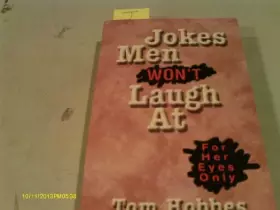 Jokes
Men
WON'T
Laugh
At
For
Her
Eyes
Only
Tom Hobbes